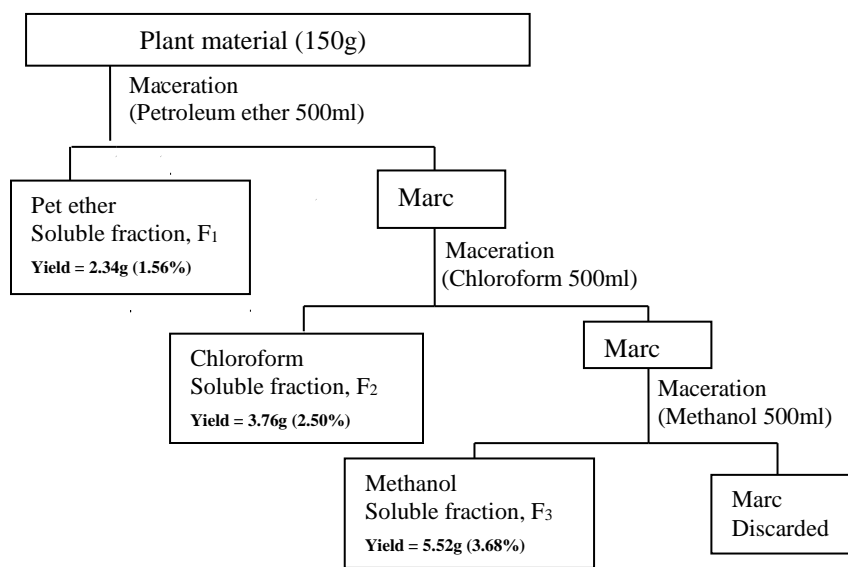 Plant material (150g)
Maceration
(Petroleum ether 500ml)
Pet ether
Soluble fraction, F₁
Yield = 2.34g (1.56%)
Marc
Maceration
(Chloroform 500ml)
Chloroform
Soluble fraction, F₂
Yield = 3.76g (2.50%)
Marc
Maceration
(Methanol 500ml)
Methanol
Soluble fraction, F₃
Yield = 5.52g (3.68%)
Marc
Discarded